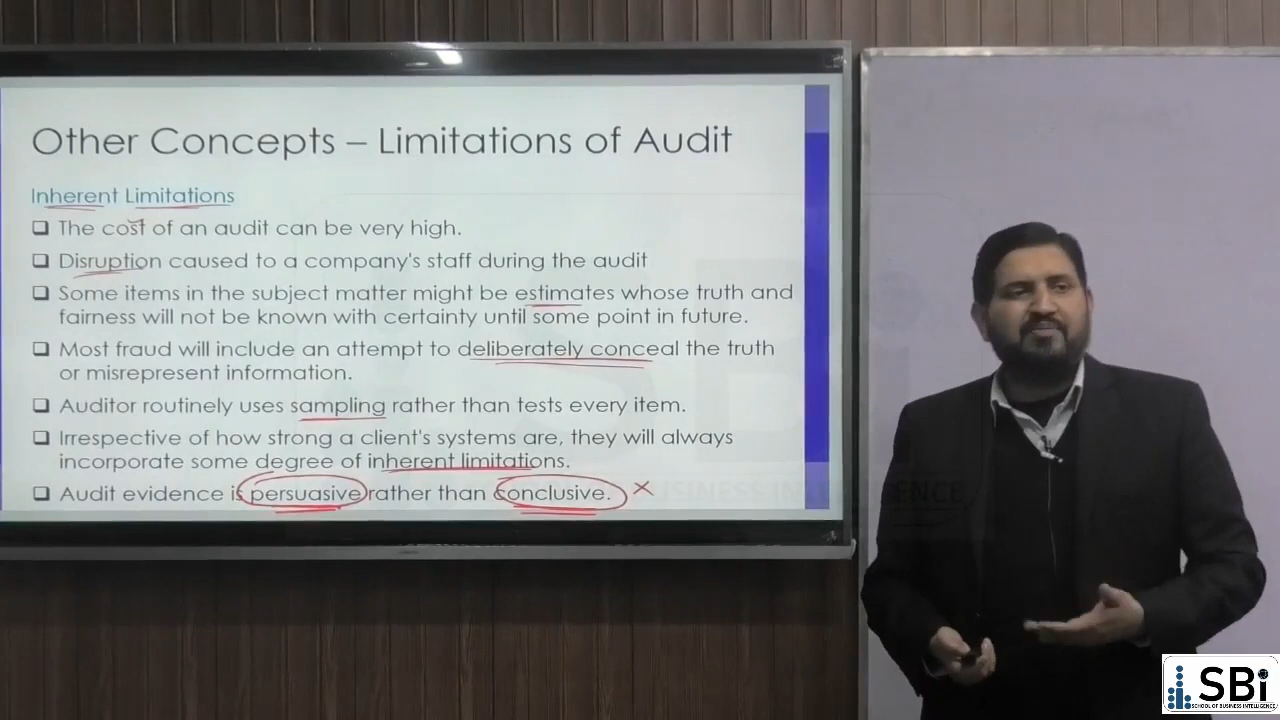 Other Concepts – Limitations of Audit
Inherent Limitations
❑ The cost of an audit can be very high.
❑ Disruption caused to a company's staff during the audit
❑ Some items in the subject matter might be estimates whose truth and
fairness will not be known with certainty until some point in future.
❑ Most fraud will include an attempt to deliberately conceal the truth
or misrepresent information.
❑ Auditor routinely uses sampling rather than tests every item.
❑ Irrespective of how strong a client's systems are, they will always
incorporate some degree of inherent limitations.
❑ Audit evidence is persuasive rather than conclusive.
SBi
SCHOOL OF BUSINESS INTELLIGENCE